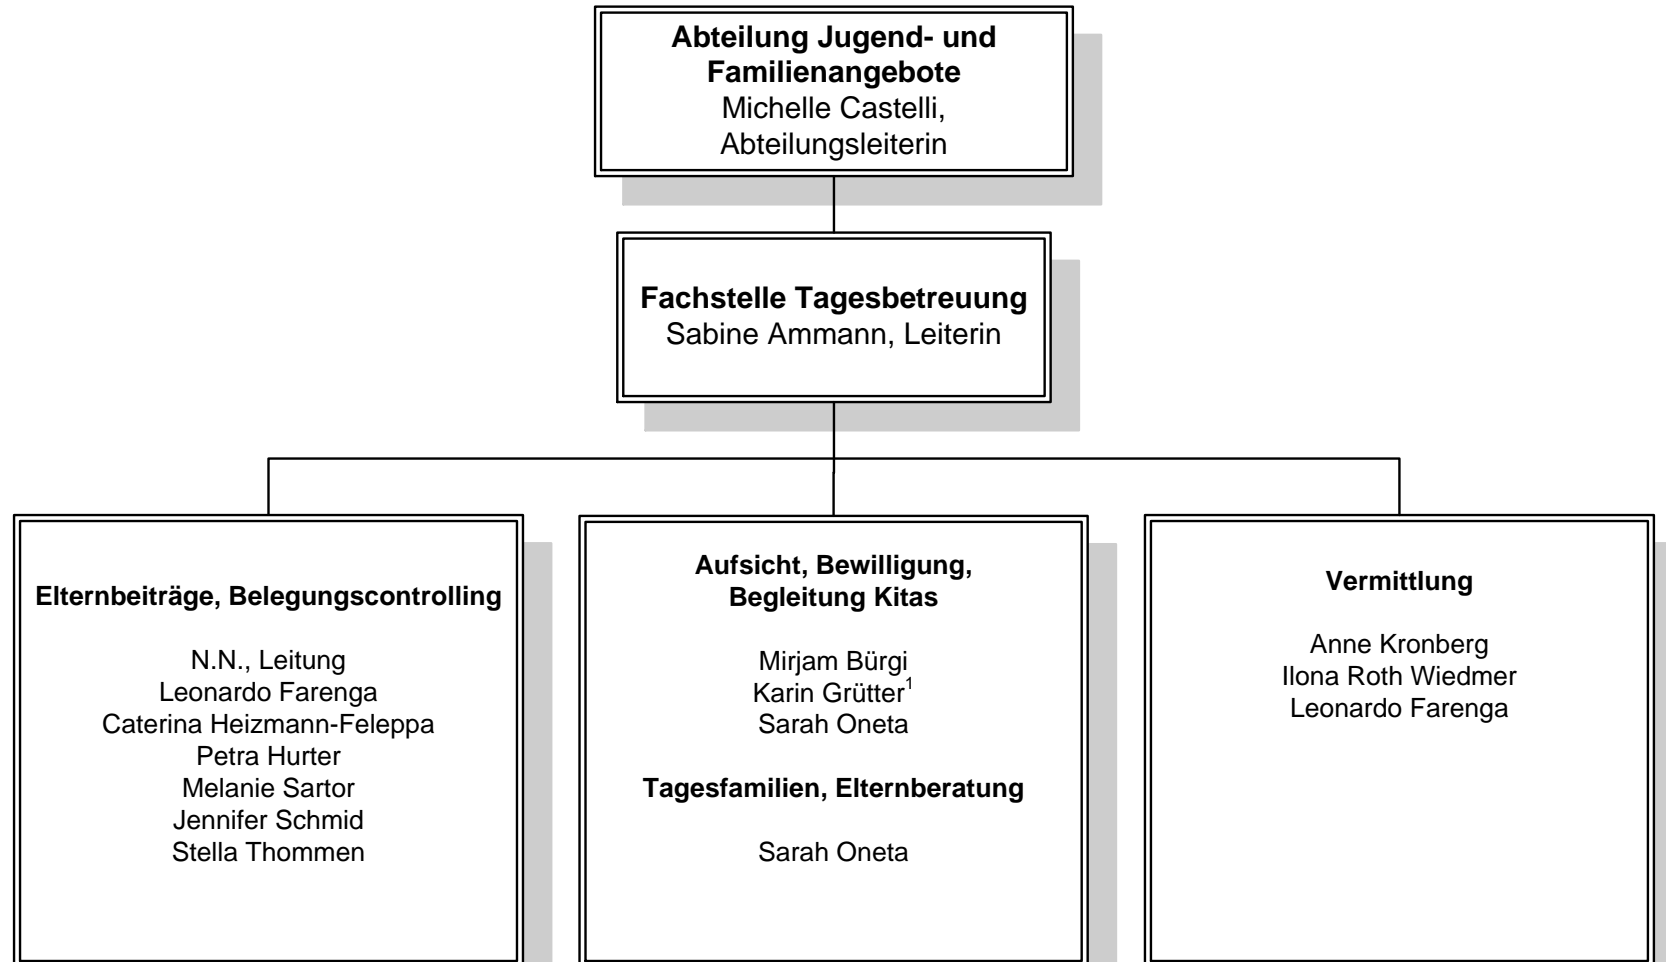 Abteilung Jugend- und
Familienangebote
Michelle Castelli,
Abteilungsleiterin
Fachstelle Tagesbetreuung
Sabine Ammann, Leiterin
Elternbeiträge, Belegungscontrolling
N.N., Leitung
Leonardo Farenga
Caterina Heizmann-Feleppa
Petra Hurter
Melanie Sartor
Jennifer Schmid
Stella Thommen
Aufsicht, Bewilligung,
Begleitung Kitas
Mirjam Bürgi
Karin Grütter¹
Sarah Oneta
Tagesfamilien, Elternberatung
Sarah Oneta
Vermittlung
Anne Kronberg
Ilona Roth Wiedmer
Leonardo Farenga